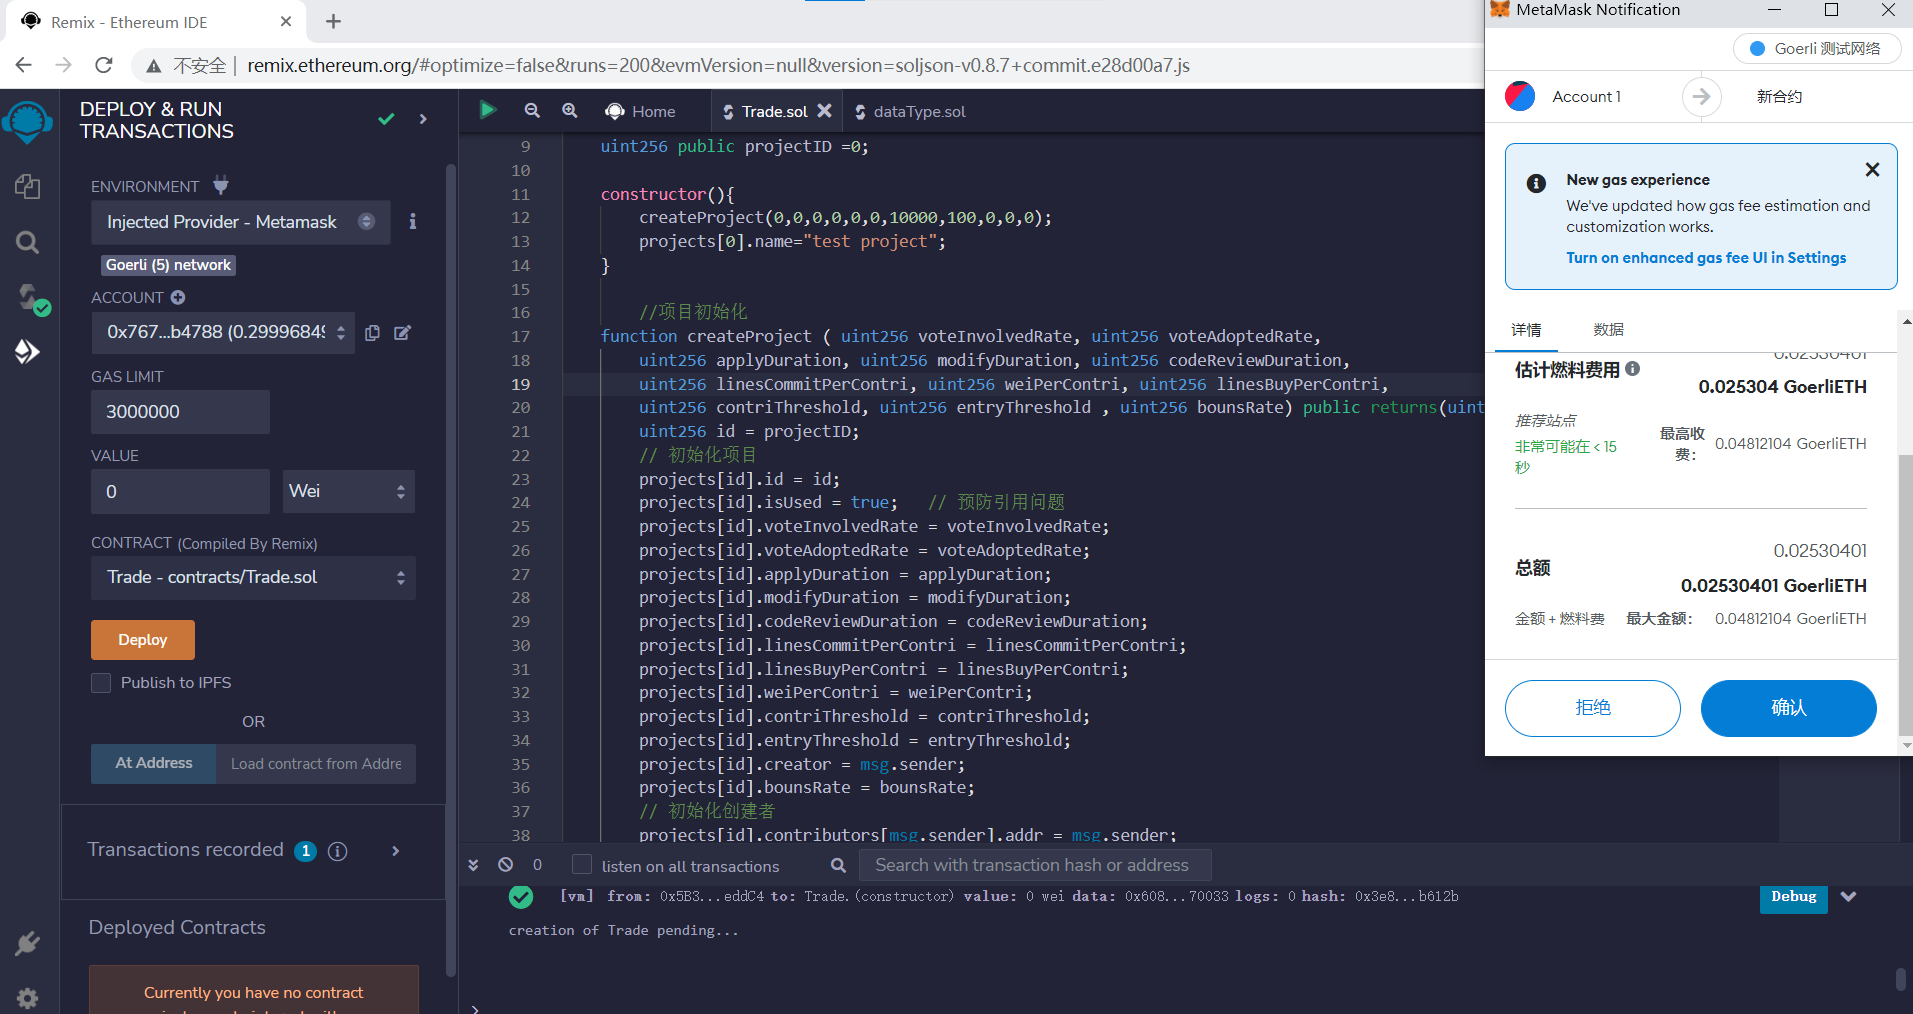 Remix - Ethereum IDE
不安全
remix.ethereum.org/#optimize=false&runs=200&evmVersion=null&version=soljson-v0.8.7+commit.e28d00a7.js
DEPLOY & RUN
TRANSACTIONS
ENVIRONMENT
Injected Provider - Metamask
Goerli (5) network
ACCOUNT
0x767...b4788 (0.29996849
GAS LIMIT
3000000
VALUE
0
Wei
CONTRACT (Compiled By Remix)
Trade - contracts/Trade.sol
Deploy
Publish to IPFS
OR
At Address
Load contract from Addre
Transactions recorded 1
Deployed Contracts
Currently you have no contract
Home
Trade.sol
dataType.sol
9 uint256 public projectID =0;
10
11 constructor(){
12 createProject(0,0,0,0,0,0,10000,100,0,0,0);
13 projects[0].name="test project";
14 }
15
16 //项目初始化
17 function createProject ( uint256 voteInvolvedRate, uint256 voteAdoptedRate,
18 uint256 applyDuration, uint256 modifyDuration, uint256 codeReviewDuration,
19 uint256 linesCommitPerContri, uint256 weiPerContri, uint256 linesBuyPerContri,
20 uint256 contriThreshold, uint256 entryThreshold , uint256 bounsRate) public returns(uint
21 uint256 id = projectID;
22 // 初始化项目
23 projects[id].id = id;
24 projects[id].isUsed = true; // 预防引用问题
25 projects[id].voteInvolvedRate = voteInvolvedRate;
26 projects[id].voteAdoptedRate = voteAdoptedRate;
27 projects[id].applyDuration = applyDuration;
28 projects[id].modifyDuration = modifyDuration;
29 projects[id].codeReviewDuration = codeReviewDuration;
30 projects[id].linesCommitPerContri = linesCommitPerContri;
31 projects[id].linesBuyPerContri = linesBuyPerContri;
32 projects[id].weiPerContri = weiPerContri;
33 projects[id].contriThreshold = contriThreshold;
34 projects[id].entryThreshold = entryThreshold;
35 projects[id].creator = msg.sender;
36 projects[id].bounsRate = bounsRate;
37 // 初始化创建者
38 projects[id].contributors[msg.sender].addr = msg.sender;
0
listen on all transactions
Search with transaction hash or address
[vm] from: 0x5B3...eddC4 to: Trade.(constructor) value: 0 wei data: 0x608...70033 logs: 0 hash: 0x3e8...b612b
Debug
creation of Trade pending...
>
MetaMask Notification
Goerli 测试网络
Account 1
新合约
New gas experience
We've updated how gas fee estimation and
customization works.
Turn on enhanced gas fee UI in Settings
详情
数据
0.02530401
估计燃料费用
0.025304 GoerliETH
推荐站点
非常可能在 < 15
秒
最高收
费：
0.04812104 GoerliETH
0.02530401
总额
0.02530401 GoerliETH
金额 + 燃料费
最大金额：
0.04812104 GoerliETH
拒绝
确认